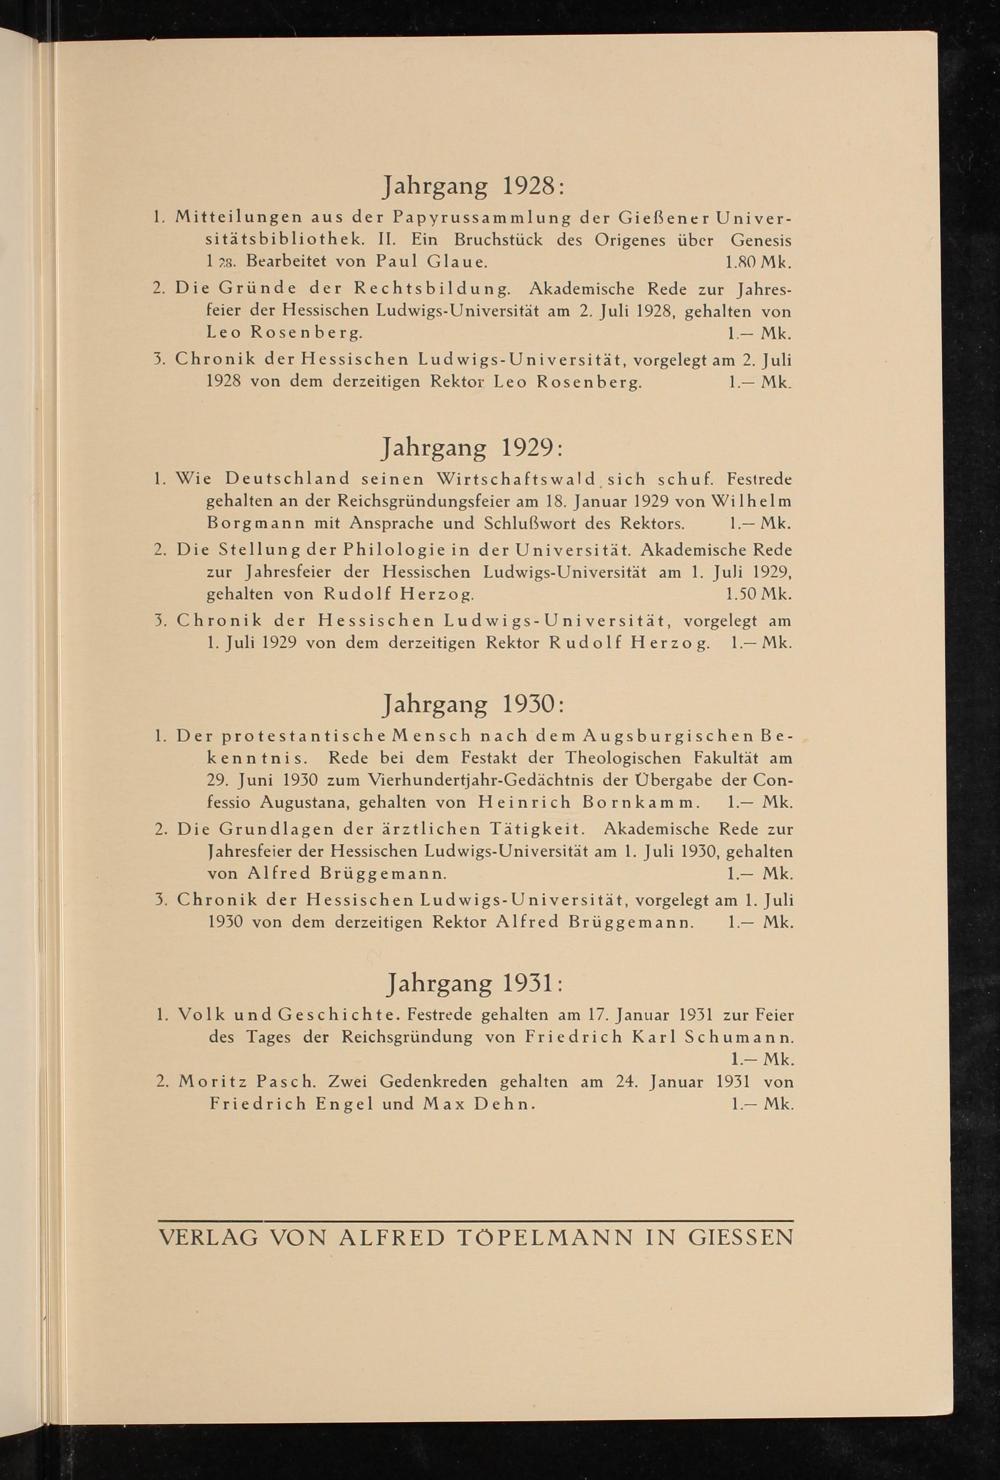 Jahrgang 1928:
1. Mitteilungen aus der Papyrussammlung der Gießener Univer-
sitätsbibliothek. II. Ein Bruchstück des Origenes über Genesis
1 28. Bearbeitet von Paul Glaue. 1.80 Mk.
2. Die Gründe der Rechtsbildung. Akademische Rede zur Jahres-
feier der Hessischen Ludwigs-Universität am 2. Juli 1928, gehalten von
Leo Rosenberg. 1.— Mk.
3. Chronik der Hessischen Ludwigs-Universität, vorgelegt am 2. Juli
1928 von dem derzeitigen Rektor Leo Rosenberg. 1.— Mk.
Jahrgang 1929:
1. Wie Deutschland seinen Wirtschaftswald sich schuf. Festrede
gehalten an der Reichsgründungsfeier am 18. Januar 1929 von Wilhelm
Borgmann mit Ansprache und Schlußwort des Rektors. 1.— Mk.
2. Die Stellung der Philologie in der Universität. Akademische Rede
zur Jahresfeier der Hessischen Ludwigs-Universität am 1. Juli 1929,
gehalten von Rudolf Herzog. 1.50 Mk.
3. Chronik der Hessischen Ludwigs-Universität, vorgelegt am
1. Juli 1929 von dem derzeitigen Rektor Rudolf Herzog. 1.— Mk.
Jahrgang 1930:
1. Der protestantische Mensch nach dem Augsburgischen Be-
kenntnis. Rede bei dem Festakt der Theologischen Fakultät am
29. Juni 1930 zum Vierhundertjahr-Gedächtnis der Übergabe der Con-
fessio Augustana, gehalten von Heinrich Bornkamm. 1.— Mk.
2. Die Grundlagen der ärztlichen Tätigkeit. Akademische Rede zur
Jahresfeier der Hessischen Ludwigs-Universität am 1. Juli 1930, gehalten
von Alfred Brüggemann. 1.— Mk.
3. Chronik der Hessischen Ludwigs-Universität, vorgelegt am 1. Juli
1930 von dem derzeitigen Rektor Alfred Brüggemann. 1.— Mk.
Jahrgang 1931:
1. Volk und Geschichte. Festrede gehalten am 17. Januar 1931 zur Feier
des Tages der Reichsgründung von Friedrich Karl Schumann.
1.— Mk.
2. Moritz Pasch. Zwei Gedenkreden gehalten am 24. Januar 1931 von
Friedrich Engel und Max Dehn. 1.— Mk.
VERLAG VON ALFRED TÖPELMANN IN GIESSEN